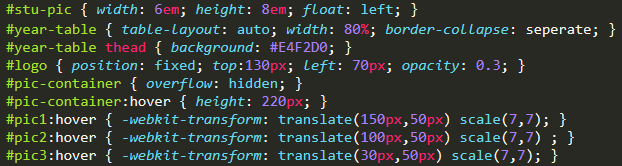 #stu-pic { width: 6em; height: 8em; float: left; }
#year-table { table-layout: auto; width: 80%; border-collapse: seperate; }
#year-table thead { background: #E4F2D0; }
#logo { position: fixed; top:130px; left: 70px; opacity: 0.3; }
#pic-container { overflow: hidden; }
#pic-container:hover { height: 220px; }
#pic1:hover { -webkit-transform: translate(150px,50px) scale(7,7); }
#pic2:hover { -webkit-transform: translate(100px,50px) scale(7,7) ; }
#pic3:hover { -webkit-transform: translate(30px,50px) scale(7,7); }